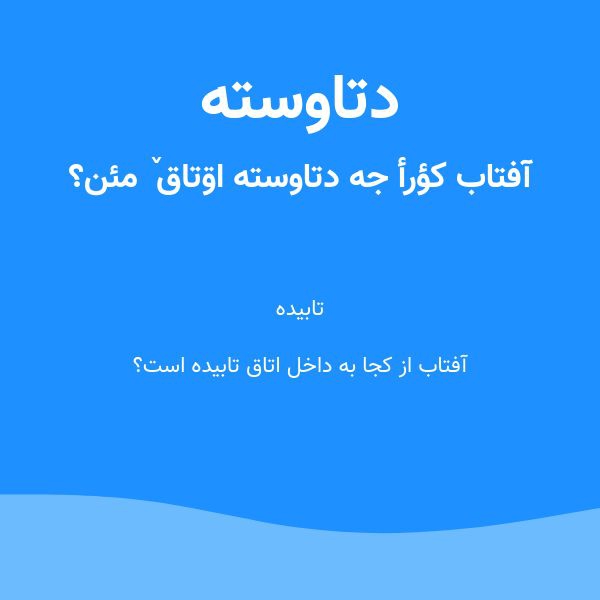 دتاوسته
آفتاب کؤرأ جه دتاوسته اۊتاقˇ مئن؟
تابیده
آفتاب از کجا به داخل اتاق تابیده است؟